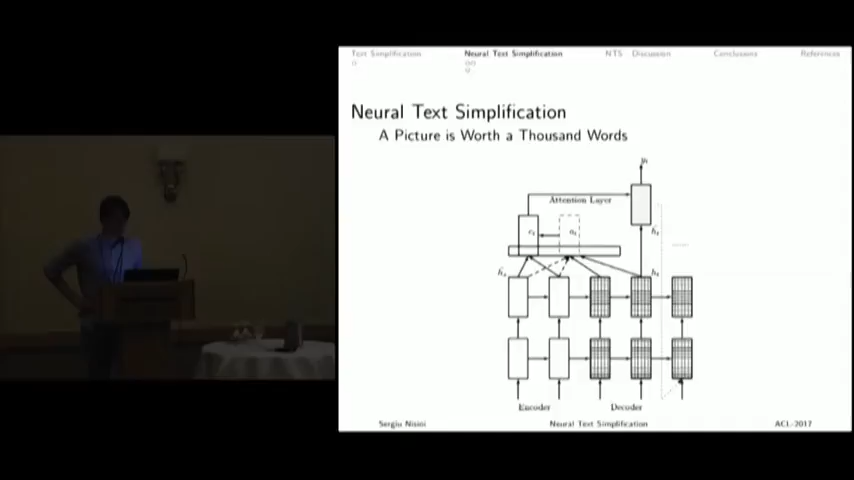 Text Simplification
Neural Text Simplification
NTS
Discussion
Conclusions
References
Neural Text Simplification
A Picture is Worth a Thousand Words
Attention Layer
Encoder
Decoder
Sergiu Nisioi
Neural Text Simplification
ACL-2017